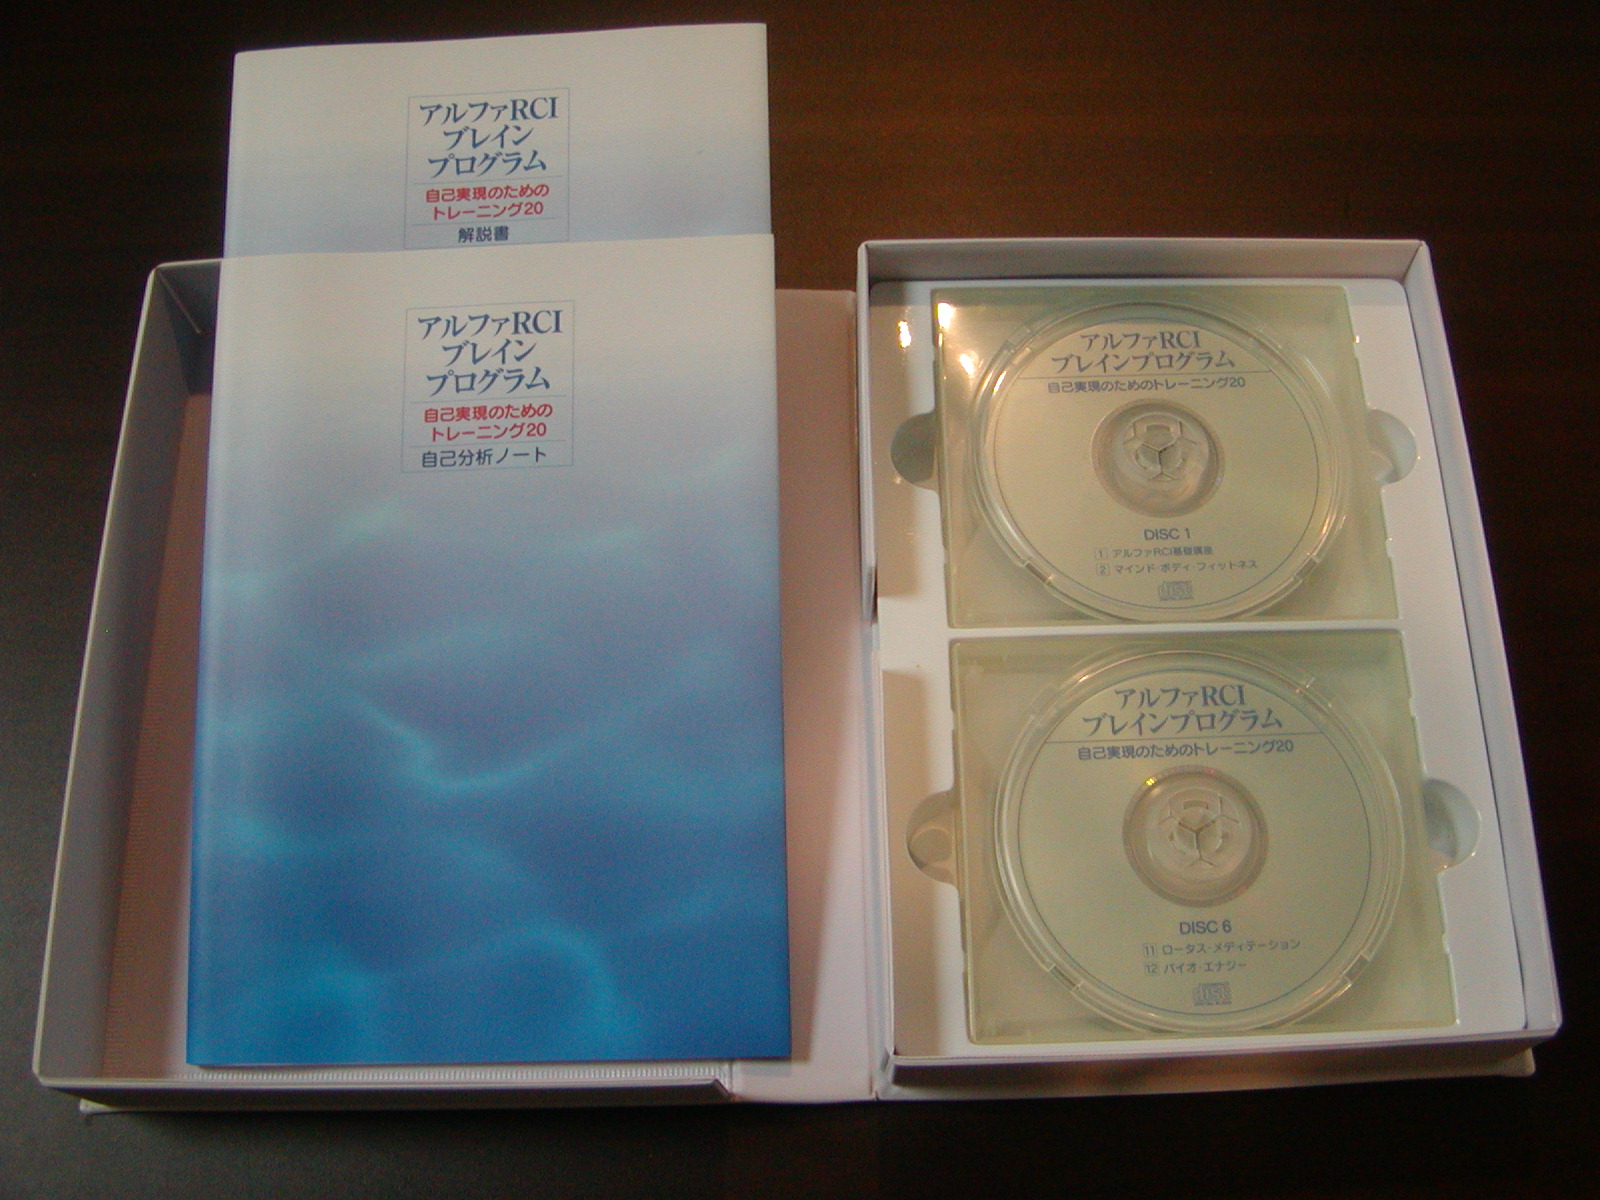 アルファRCI
ブレイン
プログラム
自己実現のための
トレーニング20
解説書
アルファRCI
ブレイン
プログラム
自己実現のための
トレーニング20
自己分析ノート
アルファRCI
ブレインプログラム
自己実現のためのトレーニング20
DISC 1
1 アルファRCI基礎講座
2 マインド・ボディ・フィットネス
アルファRCI
ブレインプログラム
自己実現のためのトレーニング20
DISC 6
11 ロータス・メディテーション
12 バイオ・エナジー